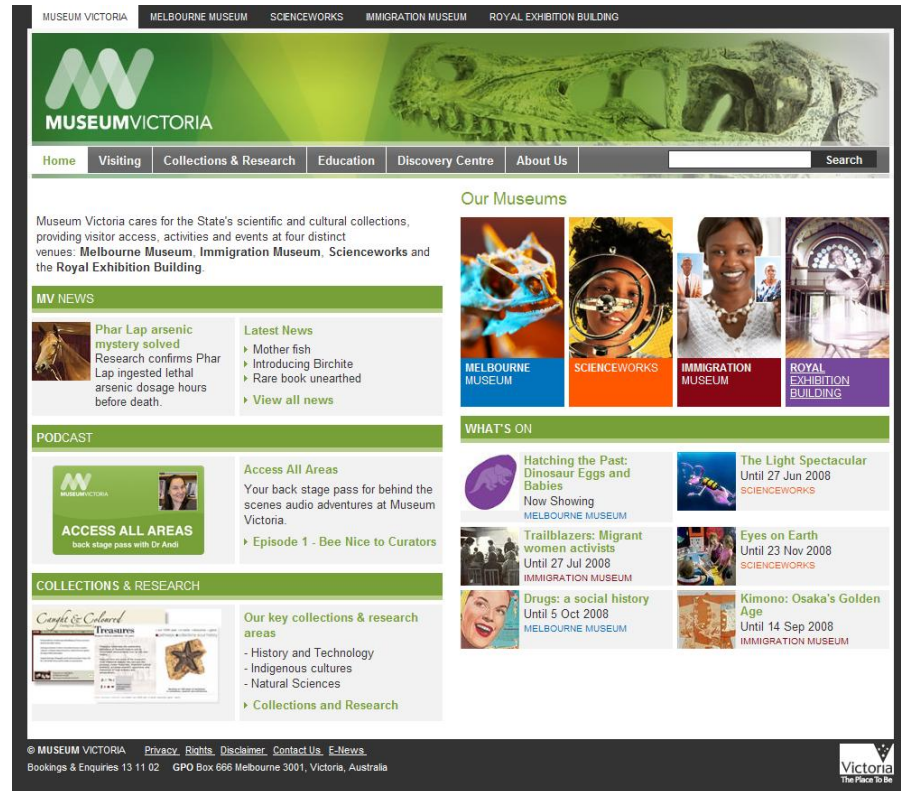 MUSEUM VICTORIA MELBOURNE MUSEUM SCIENCEWORKS IMMIGRATION MUSEUM ROYAL EXHIBITION BUILDING
MUSEUMVICTORIA
Home Visiting Collections & Research Education Discovery Centre About Us Search
Museum Victoria cares for the State's scientific and cultural collections,
providing visitor access, activities and events at four distinct
venues: Melbourne Museum, Immigration Museum, Scienceworks and
the Royal Exhibition Building.
MV NEWS
Phar Lap arsenic
mystery solved
Research confirms Phar
Lap ingested lethal
arsenic dosage hours
before death.
Latest News
Mother fish
Introducing Birchite
Rare book unearthed
View all news
PODCAST
MUSEUMVICTORIA
ACCESS ALL AREAS
back stage pass with Dr Andi
Access All Areas
Your back stage pass for behind the
scenes audio adventures at Museum
Victoria.
Episode 1 - Bee Nice to Curators
COLLECTIONS & RESEARCH
Caught & Coloured
Treasures
Our key collections & research
areas
- History and Technology
- Indigenous cultures
- Natural Sciences
Collections and Research
Our Museums
MELBOURNE
MUSEUM
SCIENCEWORKS
IMMIGRATION
MUSEUM
ROYAL
EXHIBITION
BUILDING
WHAT'S ON
Hatching the Past:
Dinosaur Eggs and
Babies
Now Showing
MELBOURNE MUSEUM
The Light Spectacular
Until 27 Jun 2008
SCIENCEWORKS
Trailblazers: Migrant
women activists
Until 27 Jul 2008
IMMIGRATION MUSEUM
Eyes on Earth
Until 23 Nov 2008
SCIENCEWORKS
Drugs: a social history
Until 5 Oct 2008
MELBOURNE MUSEUM
Kimono: Osaka's Golden
Age
Until 14 Sep 2008
IMMIGRATION MUSEUM
© MUSEUM VICTORIA Privacy Rights Disclaimer Contact Us E-News
Bookings & Enquiries 13 11 02 GPO Box 666 Melbourne 3001, Victoria, Australia
Victoria
The Place To Be